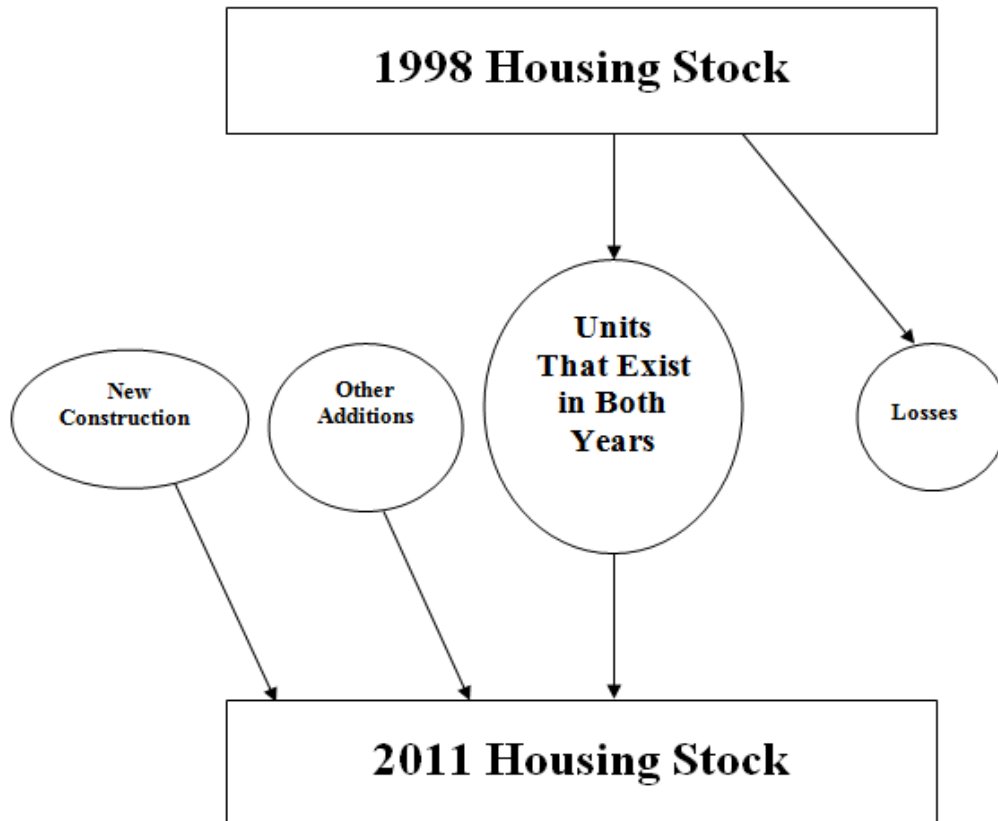 1998 Housing Stock
New
Construction
Other
Additions
Units
That Exist
in Both
Years
Losses
2011 Housing Stock